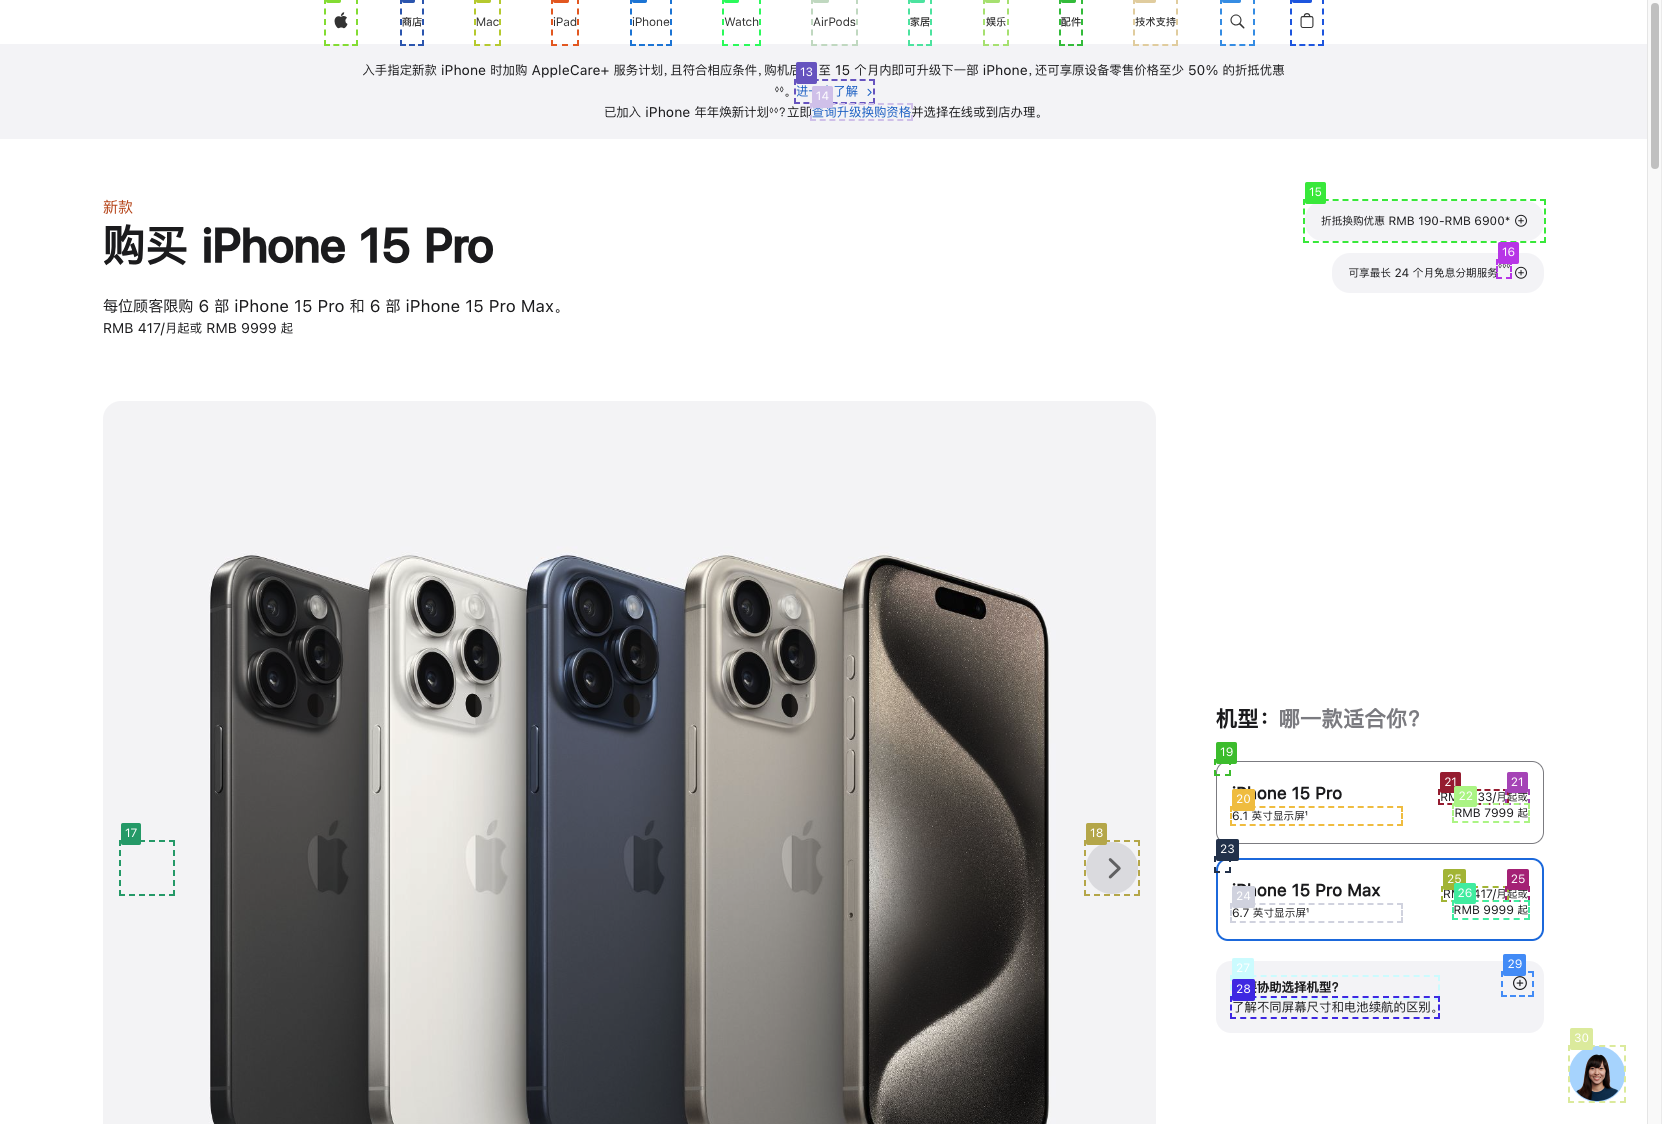 商店
Mac
iPad
iPhone
Watch
AirPods
家居
娱乐
配件
技术支持
入手指定新款 iPhone 时加购 AppleCare+ 服务计划，且符合相应条件，购机后
至 15 个月内即可升级下一部 iPhone，还可享原设备零售价格至少 50% 的折抵优惠
◊◊。进一 了解 >
已加入 iPhone 年年焕新计划◊◊？立即查询升级换购资格并选择在线或到店办理。
13
14
新款
购买 iPhone 15 Pro
每位顾客限购 6 部 iPhone 15 Pro 和 6 部 iPhone 15 Pro Max。
RMB 417/月起或 RMB 9999 起
15
折抵换购优惠 RMB 190-RMB 6900*
16
可享最长 24 个月免息分期服务
17
18
机型：哪一款适合你？
19
iPhone 15 Pro
20
6.1 英寸显示屏¹
21
21
22
33/月起或
RMB 7999 起
23
iPhone 15 Pro Max
24
6.7 英寸显示屏¹
25
25
26
417/月起或
RMB 9999 起
27
协助选择机型？
28
了解不同屏幕尺寸和电池续航的区别。
29
30